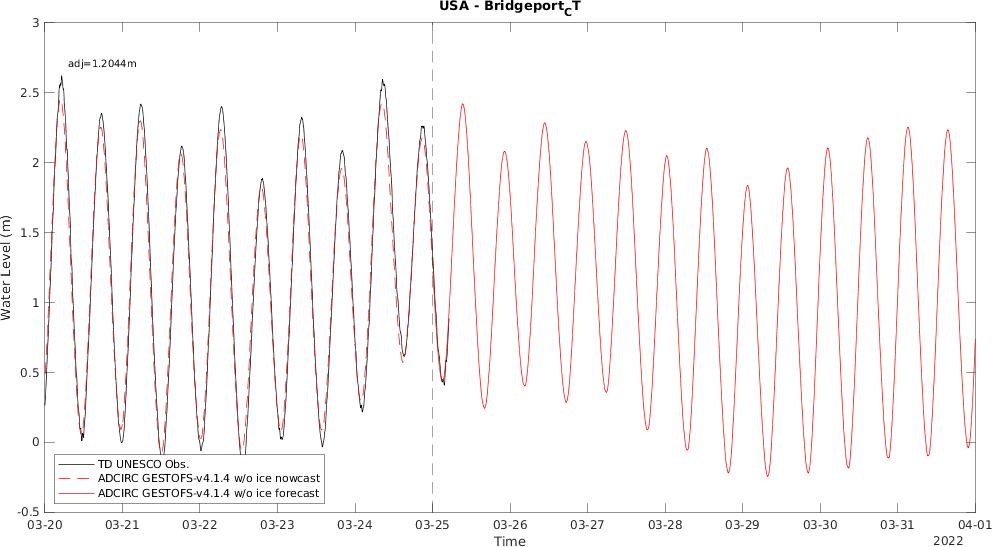 USA - Bridgeport_CT
3
adj=1.2044m
2.5
2
1.5
Water Level (m)
1
0.5
0
TD UNESCO Obs.
ADCIRC GESTOFS-v4.1.4 w/o ice nowcast
ADCIRC GESTOFS-v4.1.4 w/o ice forecast
-0.5
03-20 03-21 03-22 03-23 03-24 03-25 03-26 03-27 03-28 03-29 03-30 03-31 04-01
Time
2022